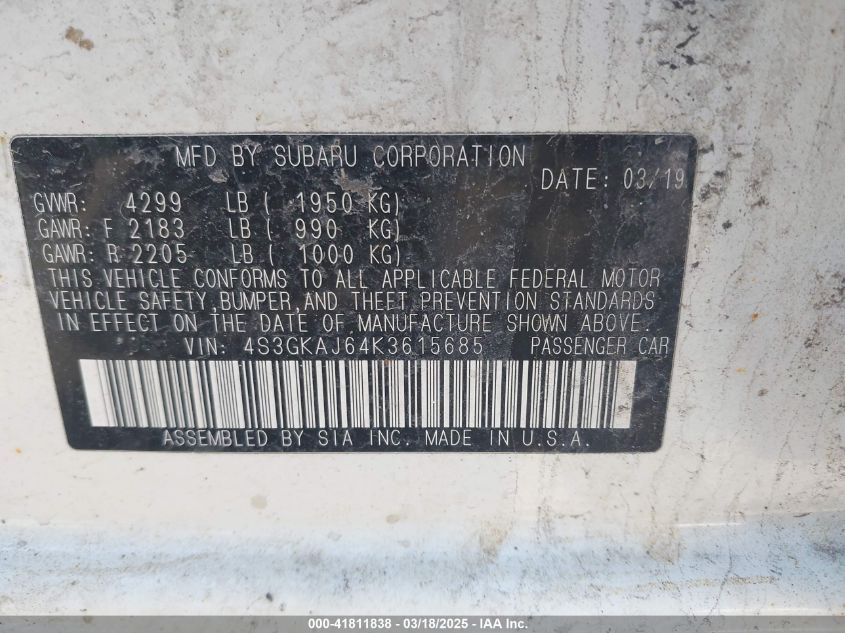 MFD BY SUBARU CORPORATION
DATE: 03/19
GVWR: 4299 LB ( 1950 KG)
GAWR: F 2183 LB ( 990 KG)
GAWR: R 2205 LB ( 1000 KG)
THIS VEHICLE CONFORMS TO ALL APPLICABLE FEDERAL MOTOR
VEHICLE SAFETY,BUMPER,AND THEFT PREVENTION STANDARDS
IN EFFECT ON THE DATE OF MANUFACTURE SHOWN ABOVE.
VIN: 4S3GKAJ64K3615685 PASSENGER CAR
ASSEMBLED BY SIA INC. MADE IN U.S.A.
000-41811838 - 03/18/2025 - IAA Inc.